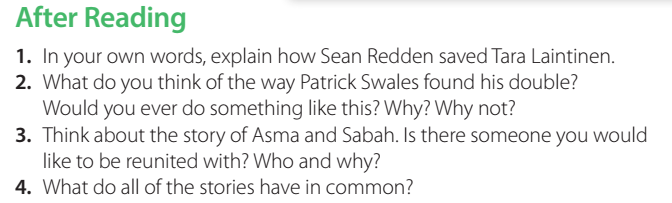 After Reading
1. In your own words, explain how Sean Redden saved Tara Laintinen.
2. What do you think of the way Patrick Swales found his double?
Would you ever do something like this? Why? Why not?
3. Think about the story of Asma and Sabah. Is there someone you would
like to be reunited with? Who and why?
4. What do all of the stories have in common?